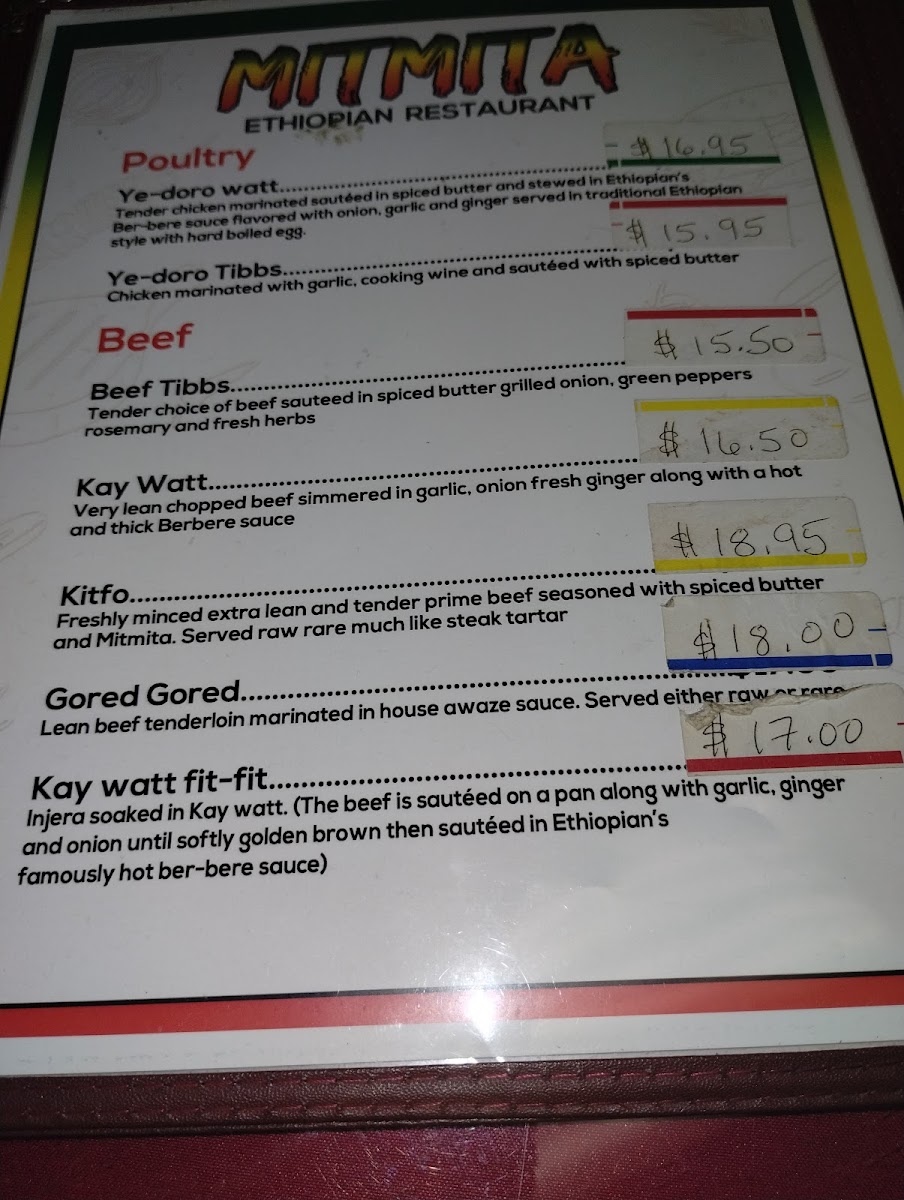 MITMITA
ETHIOPIAN RESTAURANT
Poultry
Ye-doro watt............................................ $16.95
Tender chicken marinated sautéed in spiced butter and stewed in Ethiopian's
Ber-bere sauce flavored with onion, garlic and ginger served in traditional Ethiopian
style with hard boiled egg.
Ye-doro Tibbs............................................ $15.95
Chicken marinated with garlic, cooking wine and sautéed with spiced butter
Beef
Beef Tibbs............................................ $15.50
Tender choice of beef sauteed in spiced butter grilled onion, green peppers
rosemary and fresh herbs
Kay Watt............................................ $16.50
Very lean chopped beef simmered in garlic, onion fresh ginger along with a hot
and thick Berbere sauce
Kitfo............................................ $18.95
Freshly minced extra lean and tender prime beef seasoned with spiced butter
and Mitmita. Served raw rare much like steak tartar
Gored Gored............................................ $18.00
Lean beef tenderloin marinated in house awaze sauce. Served either raw or rare
Kay watt fit-fit............................................ $17.00
Injera soaked in Kay watt. (The beef is sautéed on a pan along with garlic, ginger
and onion until softly golden brown then sautéed in Ethiopian's
famously hot ber-bere sauce)